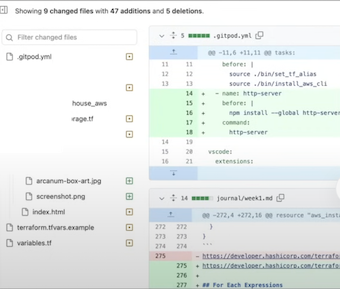 Showing 9 changed files with 47 additions and 5 deletions.
Filter changed files
.gitpod.yml
house_aws
rage.tf
arcanum-box-art.jpg
screenshot.png
index.html
terraform.tfvars.example
variables.tf
5 .gitpod.yml
@@ -11,6 +11,11 @@ tasks:
11 11 before: |
12 12 source ./bin/set_tf_alias
13 13 source ./bin/install_aws_cli
14 + - name: http-server
15 + before: |
16 + npm install --global http-server
17 + command:
18 + http-server
14 19
15 20 vscode:
16 21 extensions:
14 journal/week1.md
@@ -272,4 +272,16 @@ resource "aws_inst
272 272 }
273 273 }
274 274 ```
275 - https://developer.hashicorp.com/terrafo
275 + https://developer.hashicorp.com/terrafor
276 +
277 + ## For Each Expressions